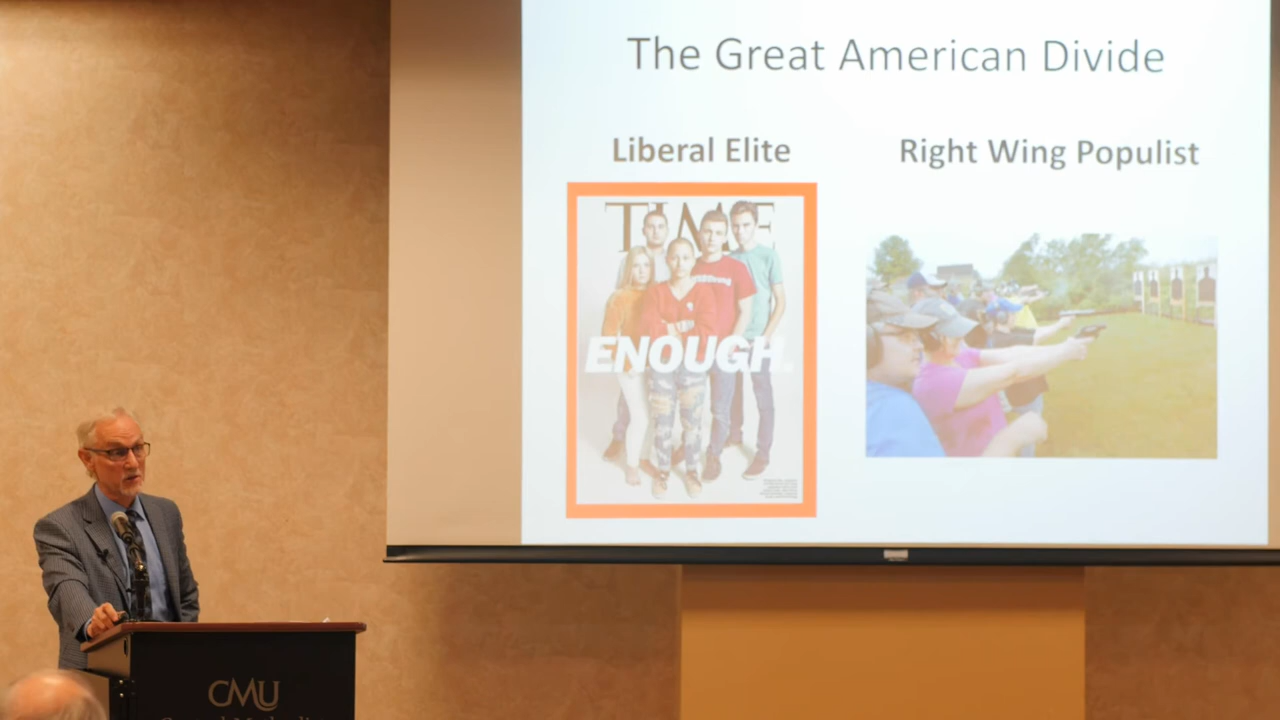 The Great American Divide
Liberal Elite
Right Wing Populist
TIME
ENOUGH.
CMU